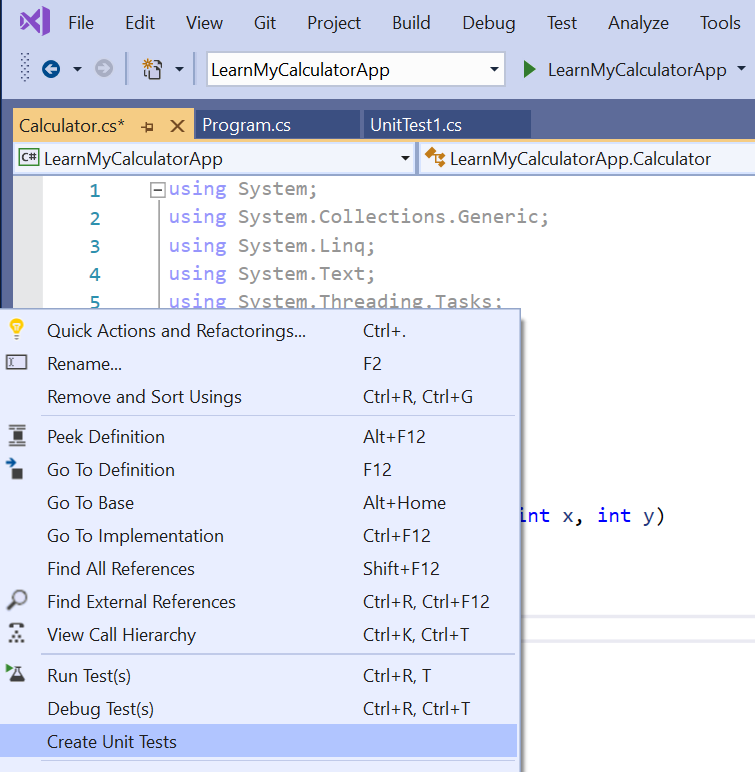 File Edit View Git Project Build Debug Test Analyze Tools
LearnMyCalculatorApp LearnMyCalculatorApp
Calculator.cs* Program.cs UnitTest1.cs
C# LearnMyCalculatorApp LearnMyCalculatorApp.Calculator
1 using System;
2 using System.Collections.Generic;
3 using System.Linq;
4 using System.Text;
5 using System.Threading.Tasks;
Quick Actions and Refactorings... Ctrl+.
Rename... F2
Remove and Sort Usings Ctrl+R, Ctrl+G
Peek Definition Alt+F12
Go To Definition F12
Go To Base Alt+Home
int x, int y)
Go To Implementation Ctrl+F12
Find All References Shift+F12
Find External References Ctrl+R, Ctrl+F12
View Call Hierarchy Ctrl+K, Ctrl+T
Run Test(s) Ctrl+R, T
Debug Test(s) Ctrl+R, Ctrl+T
Create Unit Tests